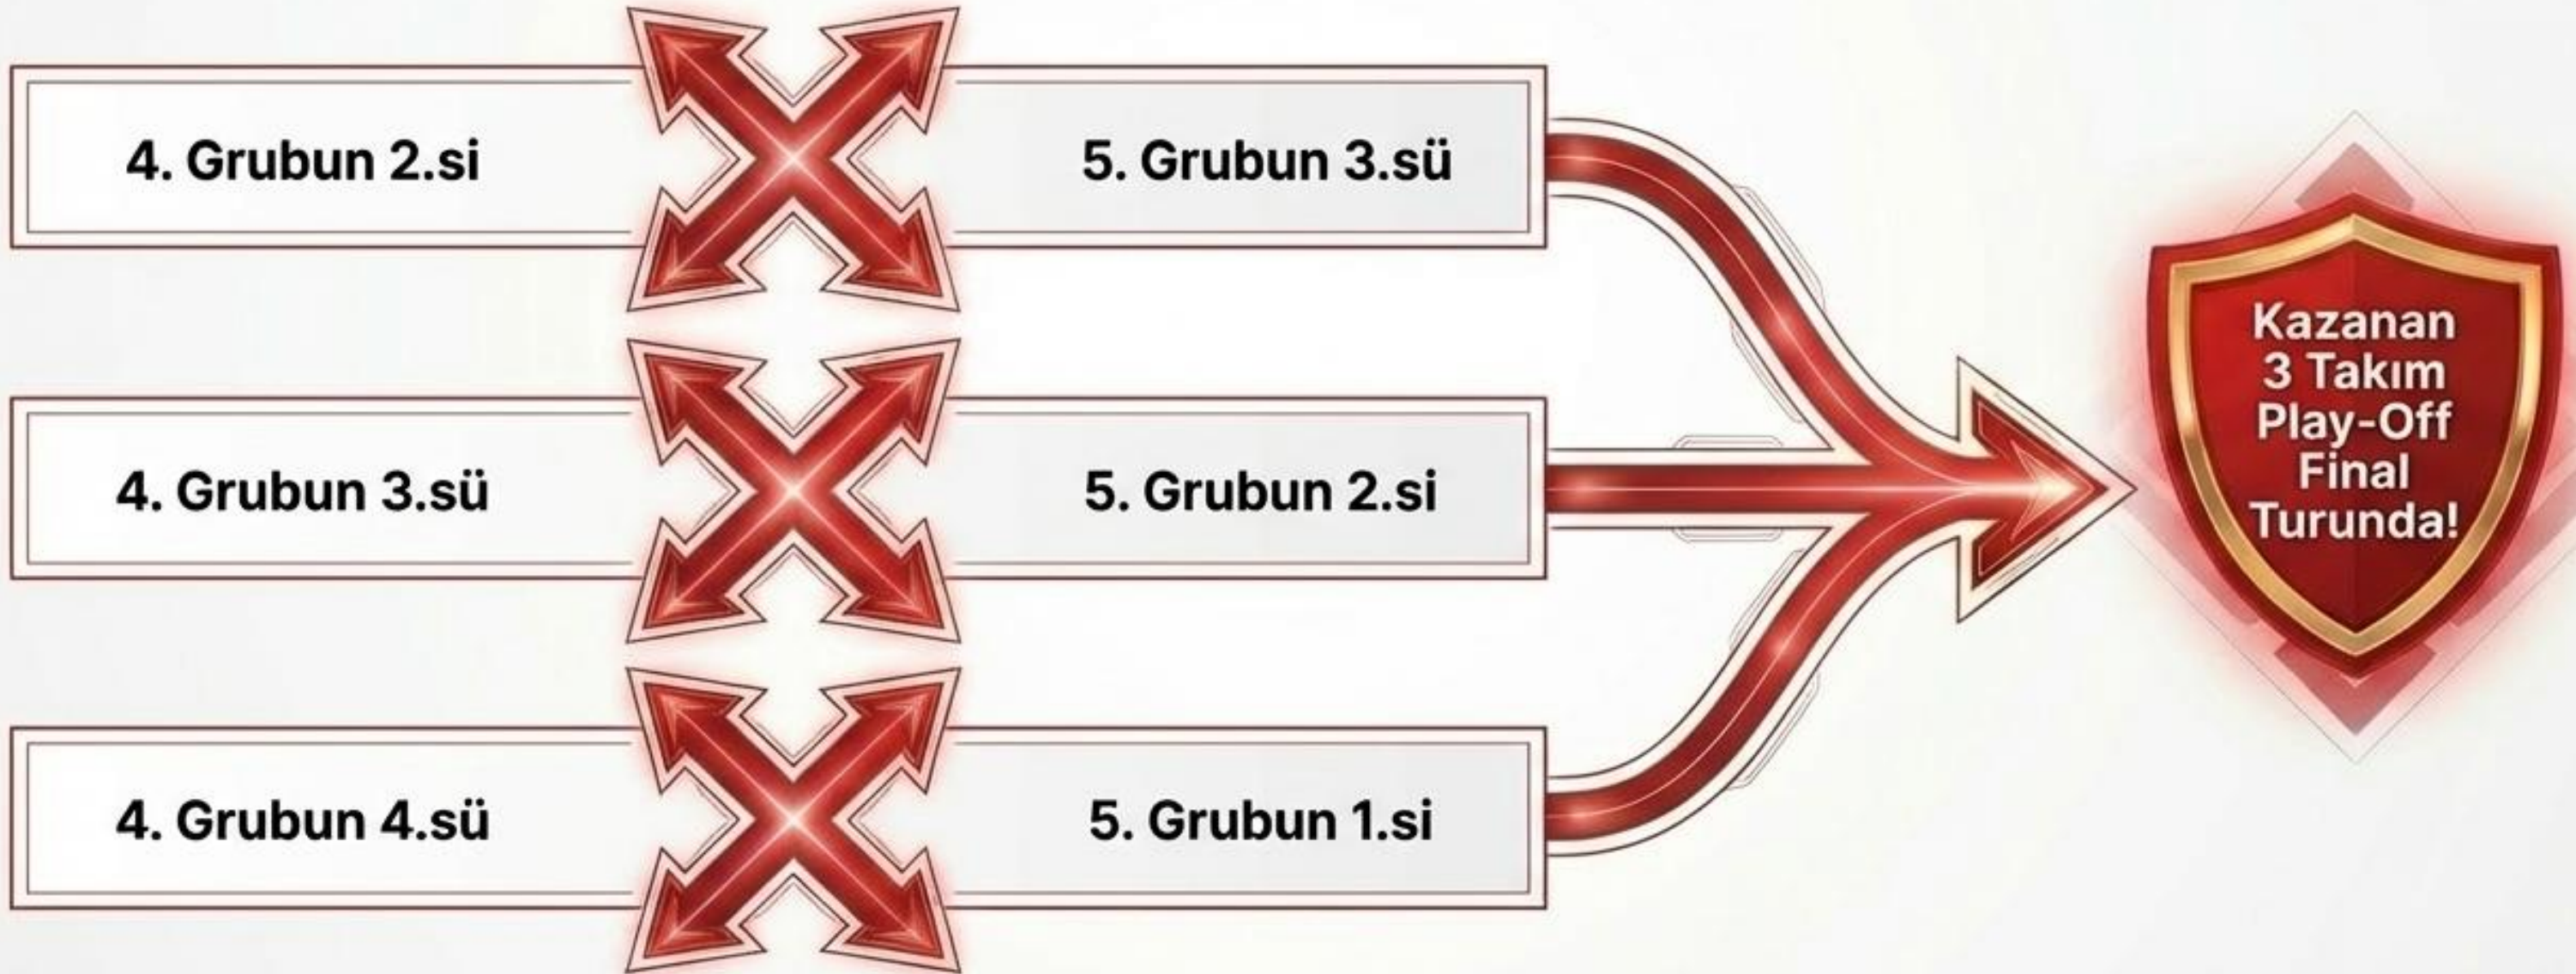 4. Grubun 2.si
5. Grubun 3.sü
4. Grubun 3.sü
5. Grubun 2.si
4. Grubun 4.sü
5. Grubun 1.si
Kazanan
3 Takım
Play-Off
Final
Turunda!